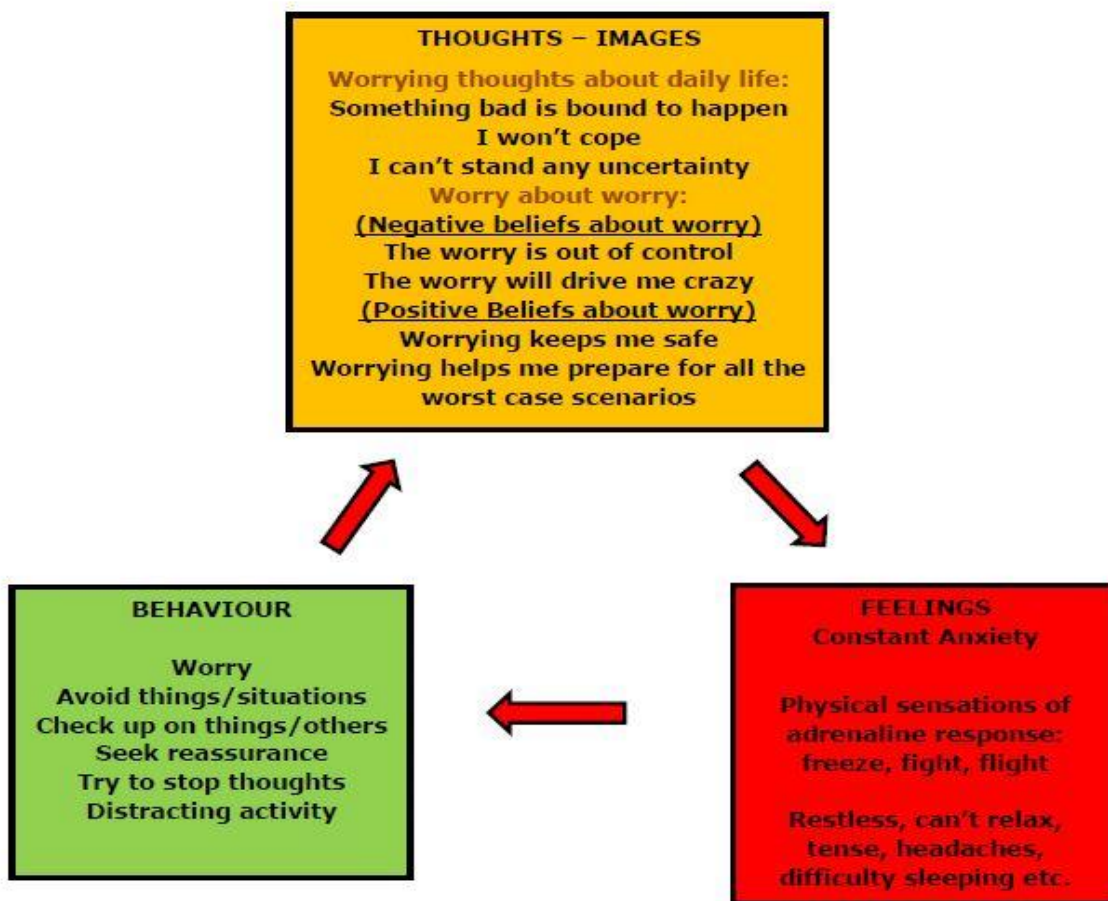 THOUGHTS – IMAGES
Worrying thoughts about daily life:
Something bad is bound to happen
I won’t cope
I can’t stand any uncertainty
Worry about worry:
(Negative beliefs about worry)
The worry is out of control
The worry will drive me crazy
(Positive Beliefs about worry)
Worrying keeps me safe
Worrying helps me prepare for all the
worst case scenarios
BEHAVIOUR
Worry
Avoid things/situations
Check up on things/others
Seek reassurance
Try to stop thoughts
Distracting activity
FEELINGS
Constant Anxiety
Physical sensations of
adrenaline response:
freeze, fight, flight
Restless, can’t relax,
tense, headaches,
difficulty sleeping etc.